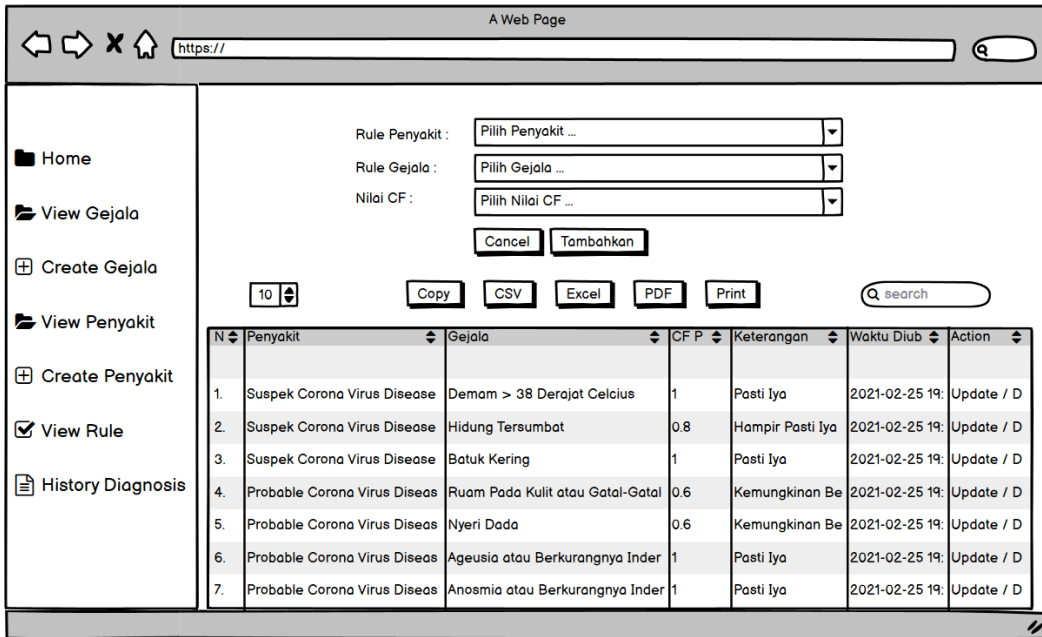 A Web Page
https://
Home
View Gejala
Create Gejala
View Penyakit
Create Penyakit
View Rule
History Diagnosis
Rule Penyakit : Pilih Penyakit ...
Rule Gejala : Pilih Gejala ...
Nilai CF : Pilih Nilai CF ...
Cancel Tambahkan
10 Copy CSV Excel PDF Print search
N Penyakit Gejala CF P Keterangan Waktu Diub Action
1. Suspek Corona Virus Disease Demam > 38 Derajat Celcius 1 Pasti Iya 2021-02-25 19: Update / D
2. Suspek Corona Virus Disease Hidung Tersumbat 0.8 Hampir Pasti Iya 2021-02-25 19: Update / D
3. Suspek Corona Virus Disease Batuk Kering 1 Pasti Iya 2021-02-25 19: Update / D
4. Probable Corona Virus Diseas Ruam Pada Kulit atau Gatal-Gatal 0.6 Kemungkinan Be 2021-02-25 19: Update / D
5. Probable Corona Virus Diseas Nyeri Dada 0.6 Kemungkinan Be 2021-02-25 19: Update / D
6. Probable Corona Virus Diseas Ageusia atau Berkurangnya Inder 1 Pasti Iya 2021-02-25 19: Update / D
7. Probable Corona Virus Diseas Anosmia atau Berkurangnya Inder 1 Pasti Iya 2021-02-25 19: Update / D